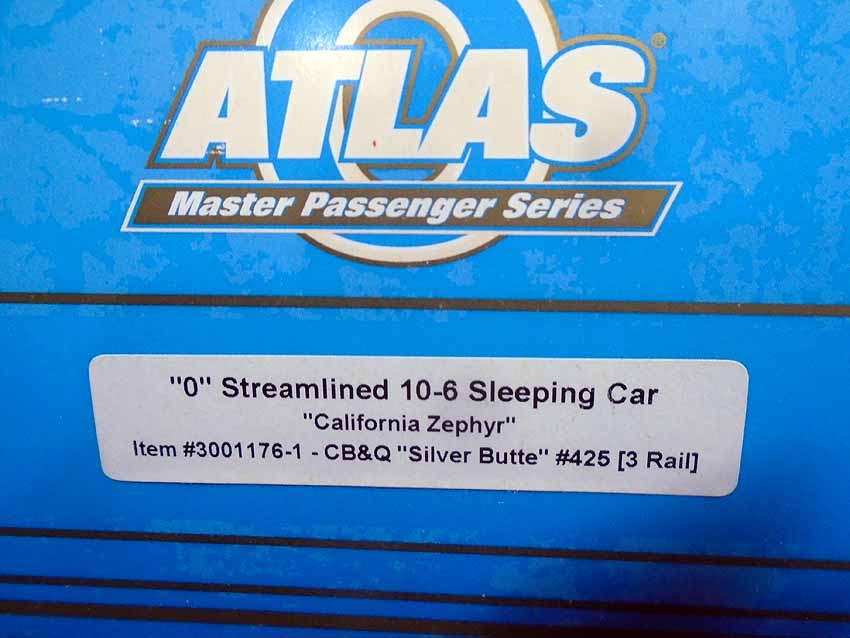 ATLAS®
Master Passenger Series
"O" Streamlined 10-6 Sleeping Car
"California Zephyr"
Item #3001176-1 - CB&Q "Silver Butte" #425 [3 Rail]